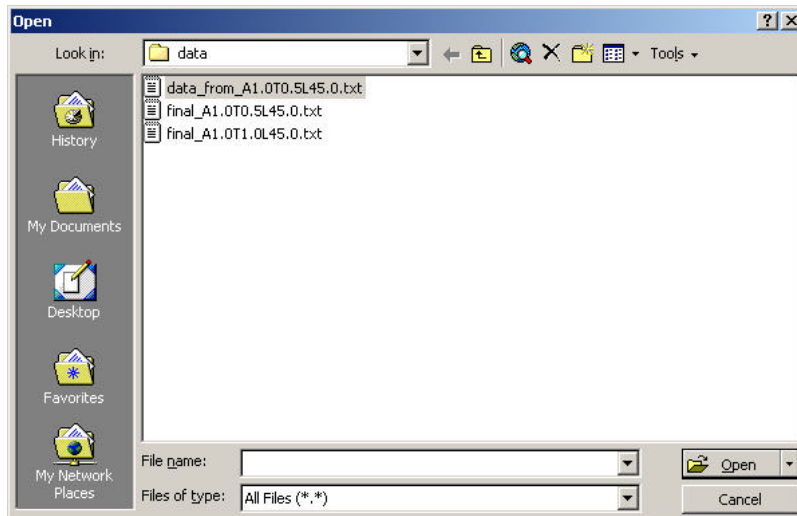 Open
Look in: data Tools
data_from_A1.0T0.5L45.0.txt
final_A1.0T0.5L45.0.txt
final_A1.0T1.0L45.0.txt
History
My Documents
Desktop
Favorites
My Network
Places
File name:
Open
Files of type: All Files (*.*)
Cancel